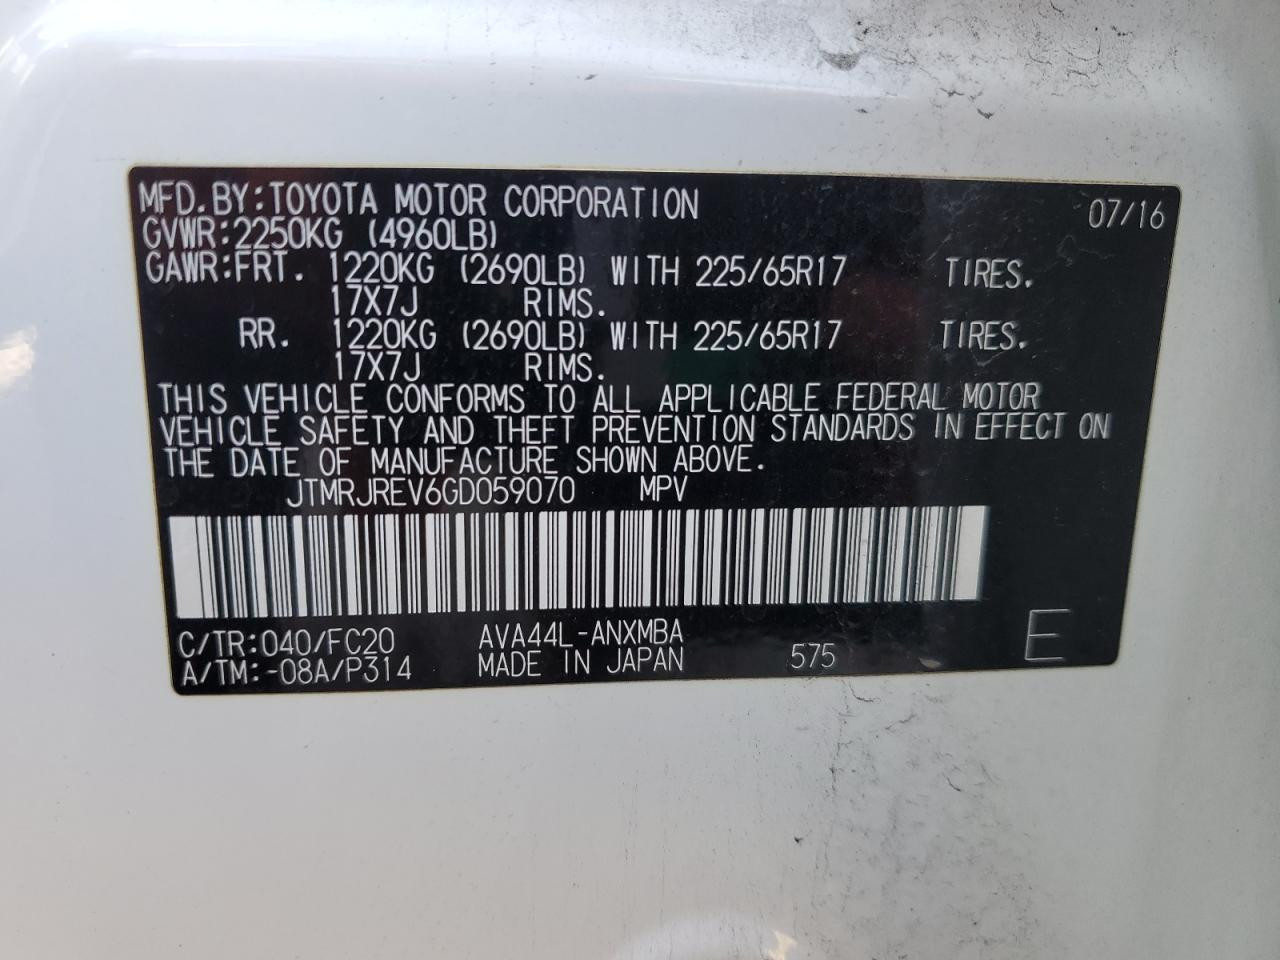 MFD.BY:TOYOTA MOTOR CORPORATION 07/16
GVWR:2250KG (4960LB)
GAWR:FRT. 1220KG (2690LB) WITH 225/65R17 TIRES.
17X7J RIMS.
RR. 1220KG (2690LB) WITH 225/65R17 TIRES.
17X7J RIMS.
THIS VEHICLE CONFORMS TO ALL APPLICABLE FEDERAL MOTOR
VEHICLE SAFETY AND THEFT PREVENTION STANDARDS IN EFFECT ON
THE DATE OF MANUFACTURE SHOWN ABOVE.
JTMRJREV6GD059070 MPV
C/TR:040/FC20 AVA44L-ANXMBA
A/TM:-08A/P314 MADE IN JAPAN 575 E